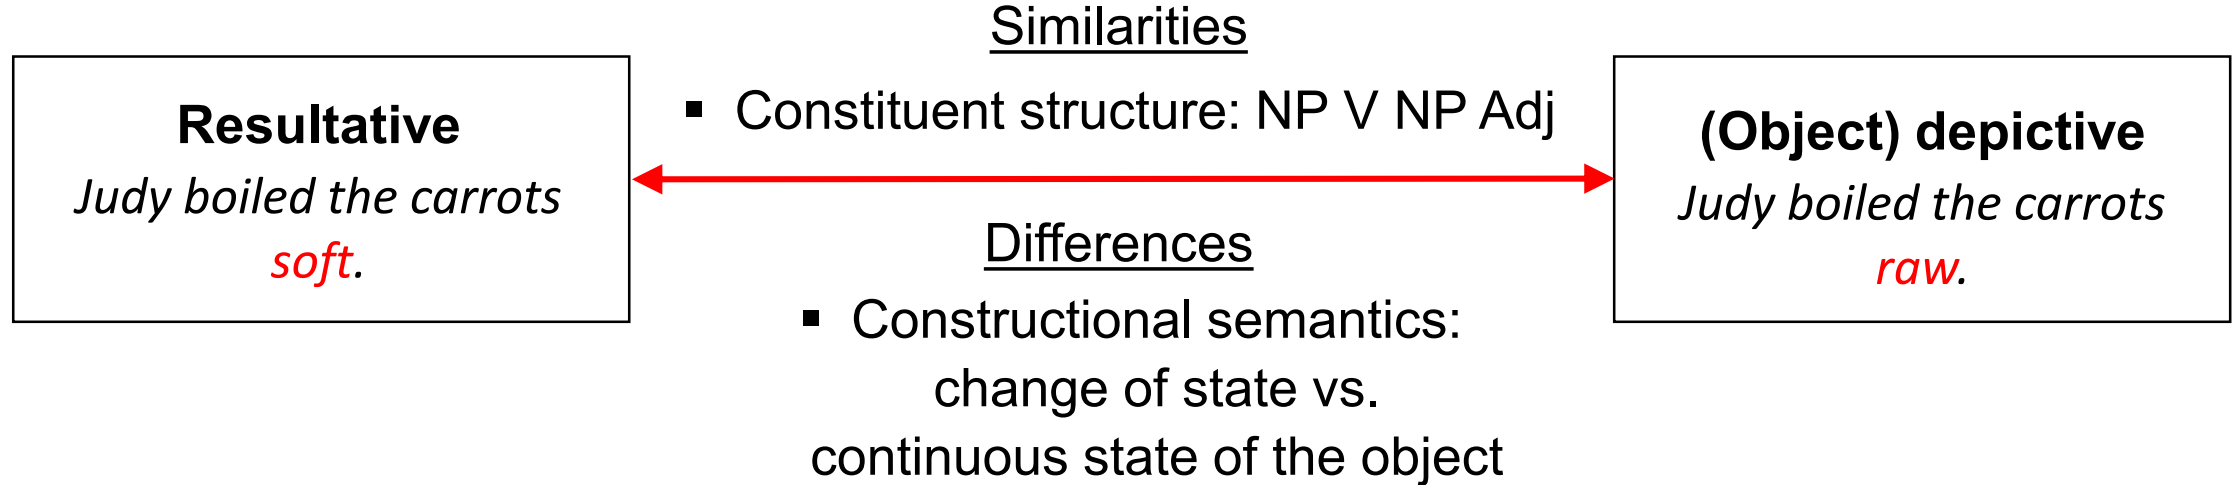 Resultative
Judy boiled the carrots
soft.
Similarities
▪ Constituent structure: NP V NP Adj
Differences
▪ Constructional semantics:
change of state vs.
continuous state of the object
(Object) depictive
Judy boiled the carrots
raw.